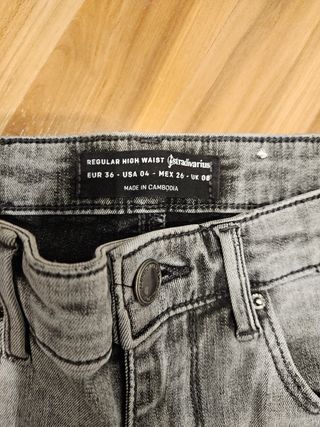 REGULAR HIGH WAIST Stradivarius
EUR 36 - USA 04 - MEX 26 - UK 08
MADE IN CAMBODIA